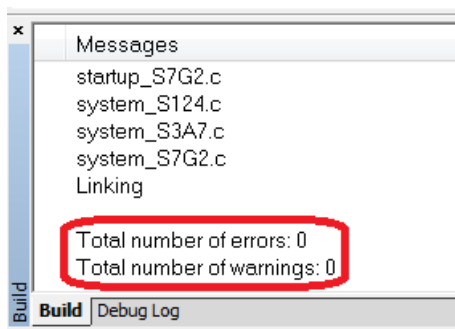 Messages
startup_S7G2.c
system_S124.c
system_S3A7.c
system_S7G2.c
Linking
Total number of errors: 0
Total number of warnings: 0
Build
Build Debug Log